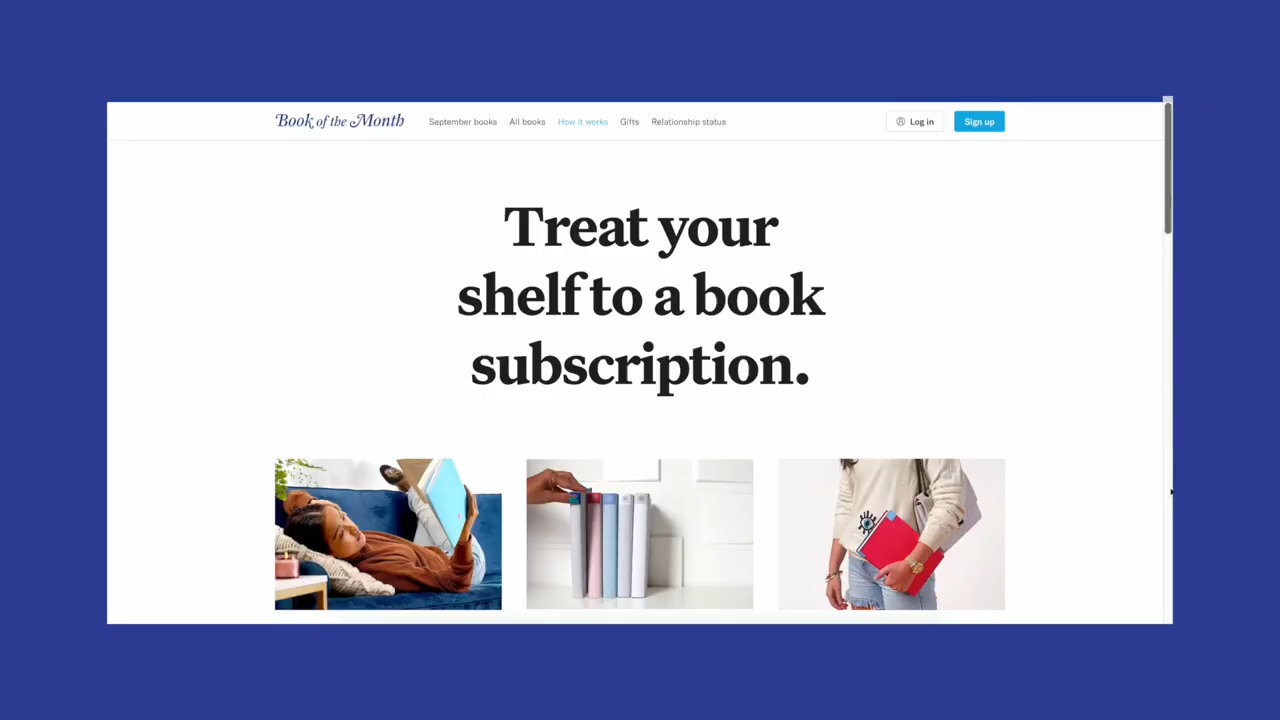 Book of the Month
September books
All books
How it works
Gifts
Relationship status
Log in
Sign up
Treat your
shelf to a book
subscription.